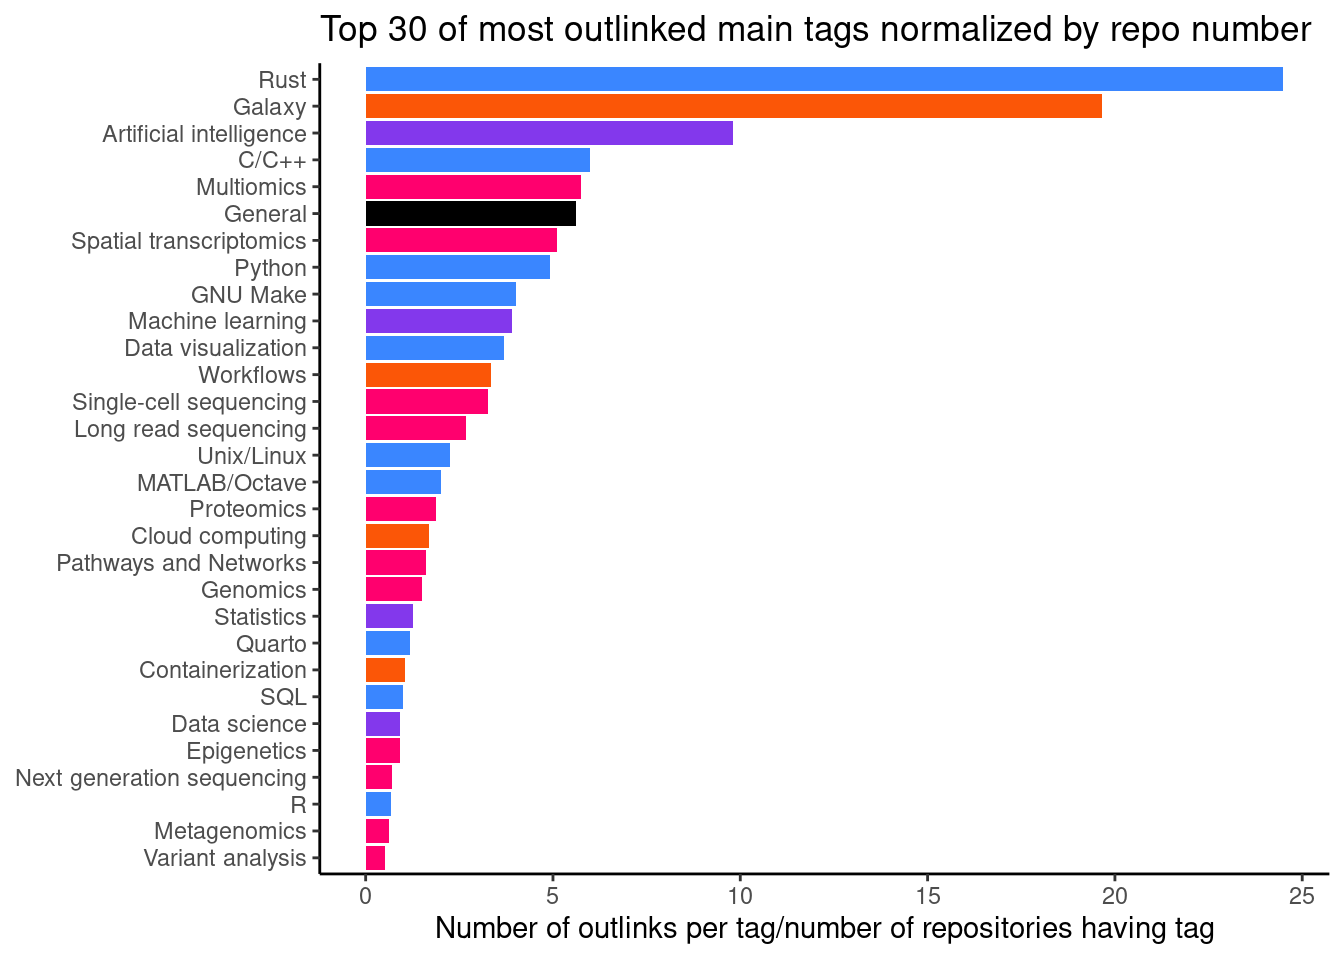 Top 30 of most outlinked main tags normalized by repo number
Rust
Galaxy
Artificial intelligence
C/C++
Multiomics
General
Spatial transcriptomics
Python
GNU Make
Machine learning
Data visualization
Workflows
Single-cell sequencing
Long read sequencing
Unix/Linux
MATLAB/Octave
Proteomics
Cloud computing
Pathways and Networks
Genomics
Statistics
Quarto
Containerization
SQL
Data science
Epigenetics
Next generation sequencing
R
Metagenomics
Variant analysis
0 5 10 15 20 25
Number of outlinks per tag/number of repositories having tag